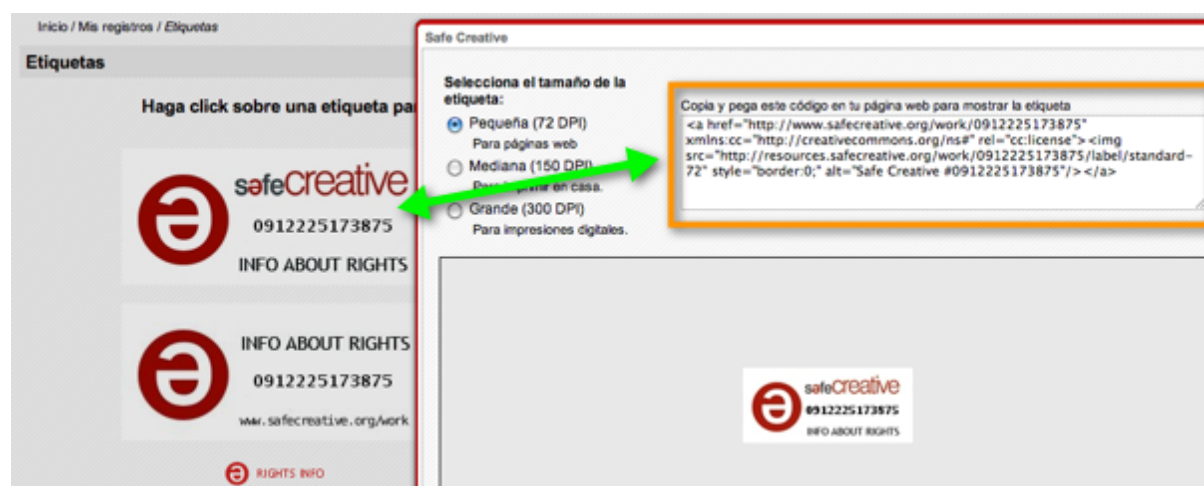 Inicio / Mis registros / Etiquetas
Etiquetas
Haga click sobre una etiqueta pa
safecreative
0912225173875
INFO ABOUT RIGHTS
INFO ABOUT RIGHTS
0912225173875
www.safecreative.org/work
RIGHTS INFO
Safe Creative
Selecciona el tamaño de la
etiqueta:
Pequeña (72 DPI)
Para páginas web
Mediana (150 DPI)
Para imprimir en casa.
Grande (300 DPI)
Para impresiones digitales.
Copia y pega este código en tu página web para mostrar la etiqueta
<a href="http://www.safecreative.org/work/0912225173875"
xmlns:cc="http://creativecommons.org/ns#" rel="cc:license"><img
src="http://resources.safecreative.org/work/0912225173875/label/standard-
72" style="border:0;" alt="Safe Creative #0912225173875"/></a>
safecreative
0912225173875
INFO ABOUT RIGHTS